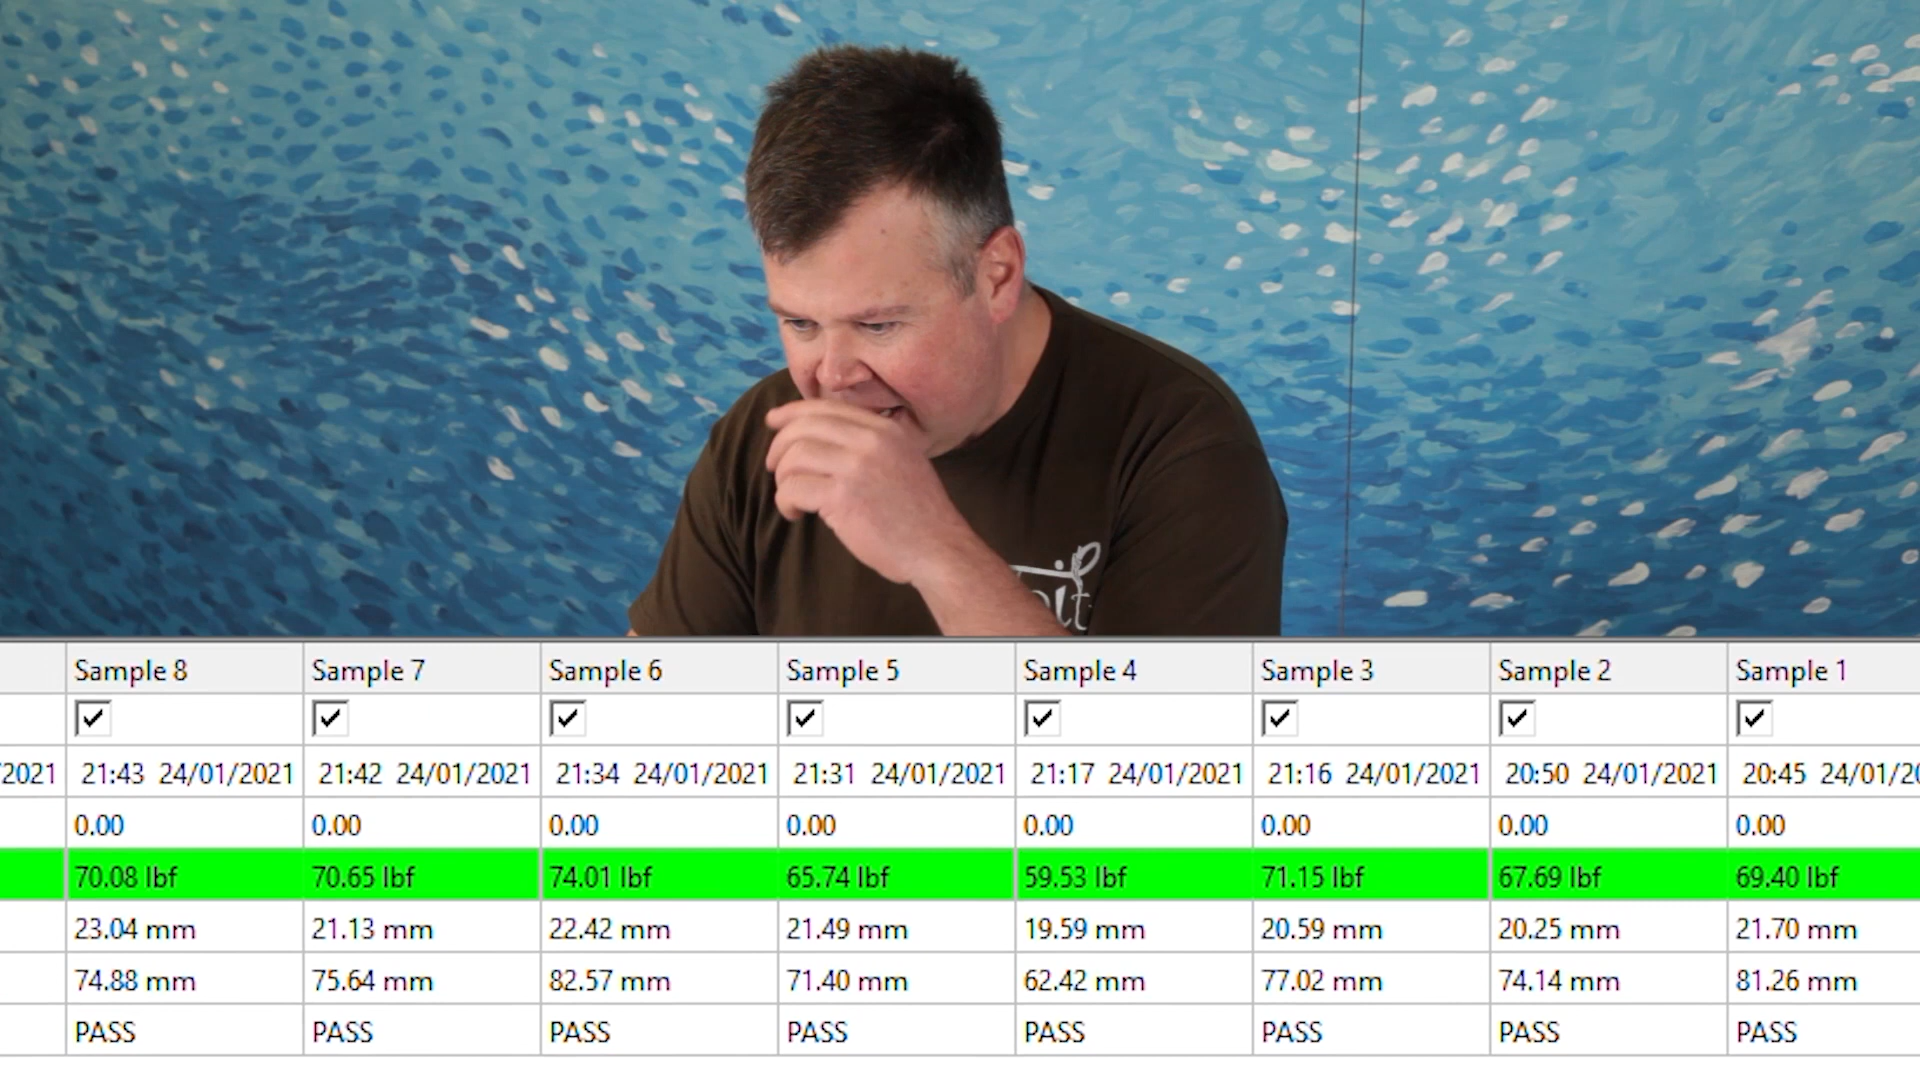 Sample 8 Sample 7 Sample 6 Sample 5 Sample 4 Sample 3 Sample 2 Sample 1
/2021 21:43 24/01/2021 21:42 24/01/2021 21:34 24/01/2021 21:31 24/01/2021 21:17 24/01/2021 21:16 24/01/2021 20:50 24/01/2021 20:45 24/01/20
0.00 0.00 0.00 0.00 0.00 0.00 0.00 0.00
70.08 lbf 70.65 lbf 74.01 lbf 65.74 lbf 59.53 lbf 71.15 lbf 67.69 lbf 69.40 lbf
23.04 mm 21.13 mm 22.42 mm 21.49 mm 19.59 mm 20.59 mm 20.25 mm 21.70 mm
74.88 mm 75.64 mm 82.57 mm 71.40 mm 62.42 mm 77.02 mm 74.14 mm 81.26 mm
PASS PASS PASS PASS PASS PASS PASS PASS